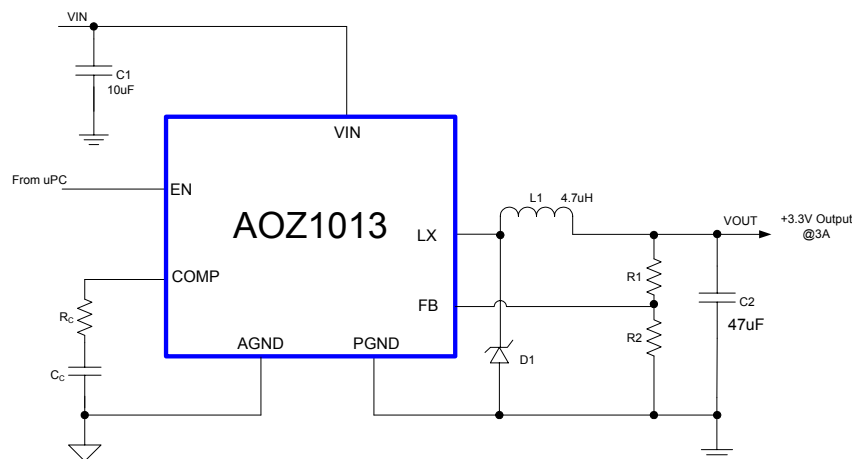 VIN
C1
10uF
VIN
From uPC
EN
AOZ1013
LX
L1 4.7uH
VOUT
+3.3V Output
@3A
COMP
FB
R1
R2
C2
47uF
RC
CC
AGND
PGND
D1